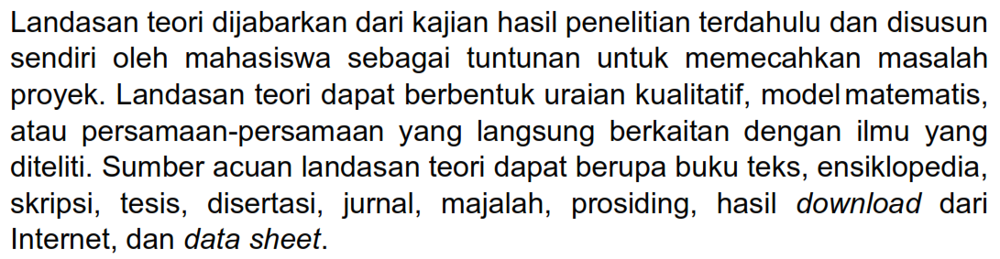 Landasan teori dijabarkan dari kajian hasil penelitian terdahulu dan disusun
sendiri oleh mahasiswa sebagai tuntunan untuk memecahkan masalah
proyek. Landasan teori dapat berbentuk uraian kualitatif, model matematis,
atau persamaan-persamaan yang langsung berkaitan dengan ilmu yang
diteliti. Sumber acuan landasan teori dapat berupa buku teks, ensiklopedia,
skripsi, tesis, disertasi, jurnal, majalah, prosiding, hasil download dari
Internet, dan data sheet.